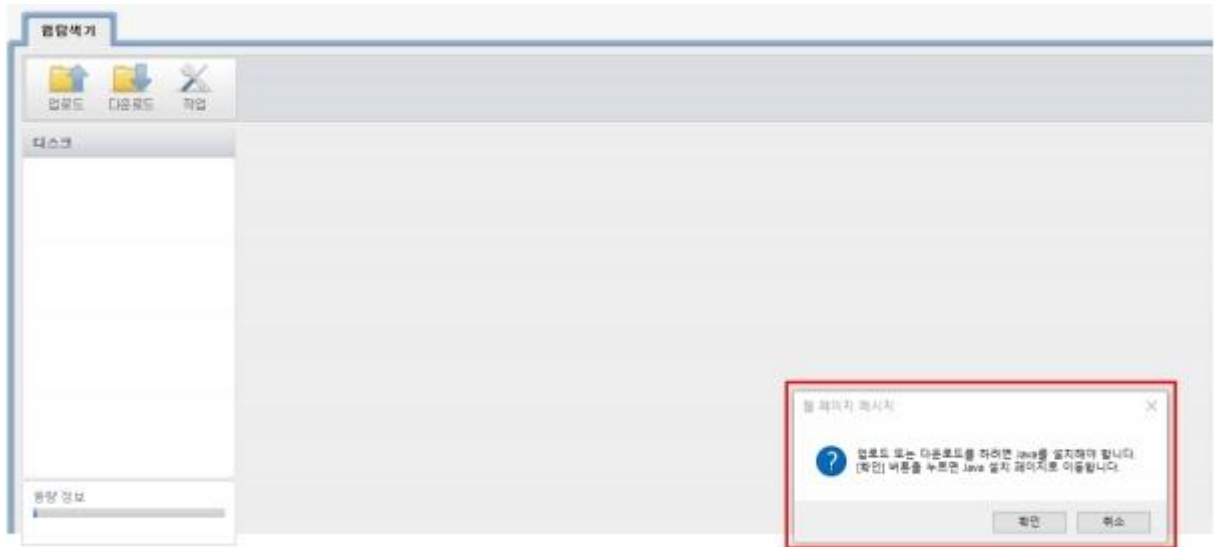 웹탐색기
업로드 다운로드 작업
디스크
웹 페이지 메시지
업로드 또는 다운로드를 하려면 Java를 설치해야 합니다.
[확인] 버튼을 누르면 Java 설치 페이지로 이동합니다.
확인 취소
용량 정보